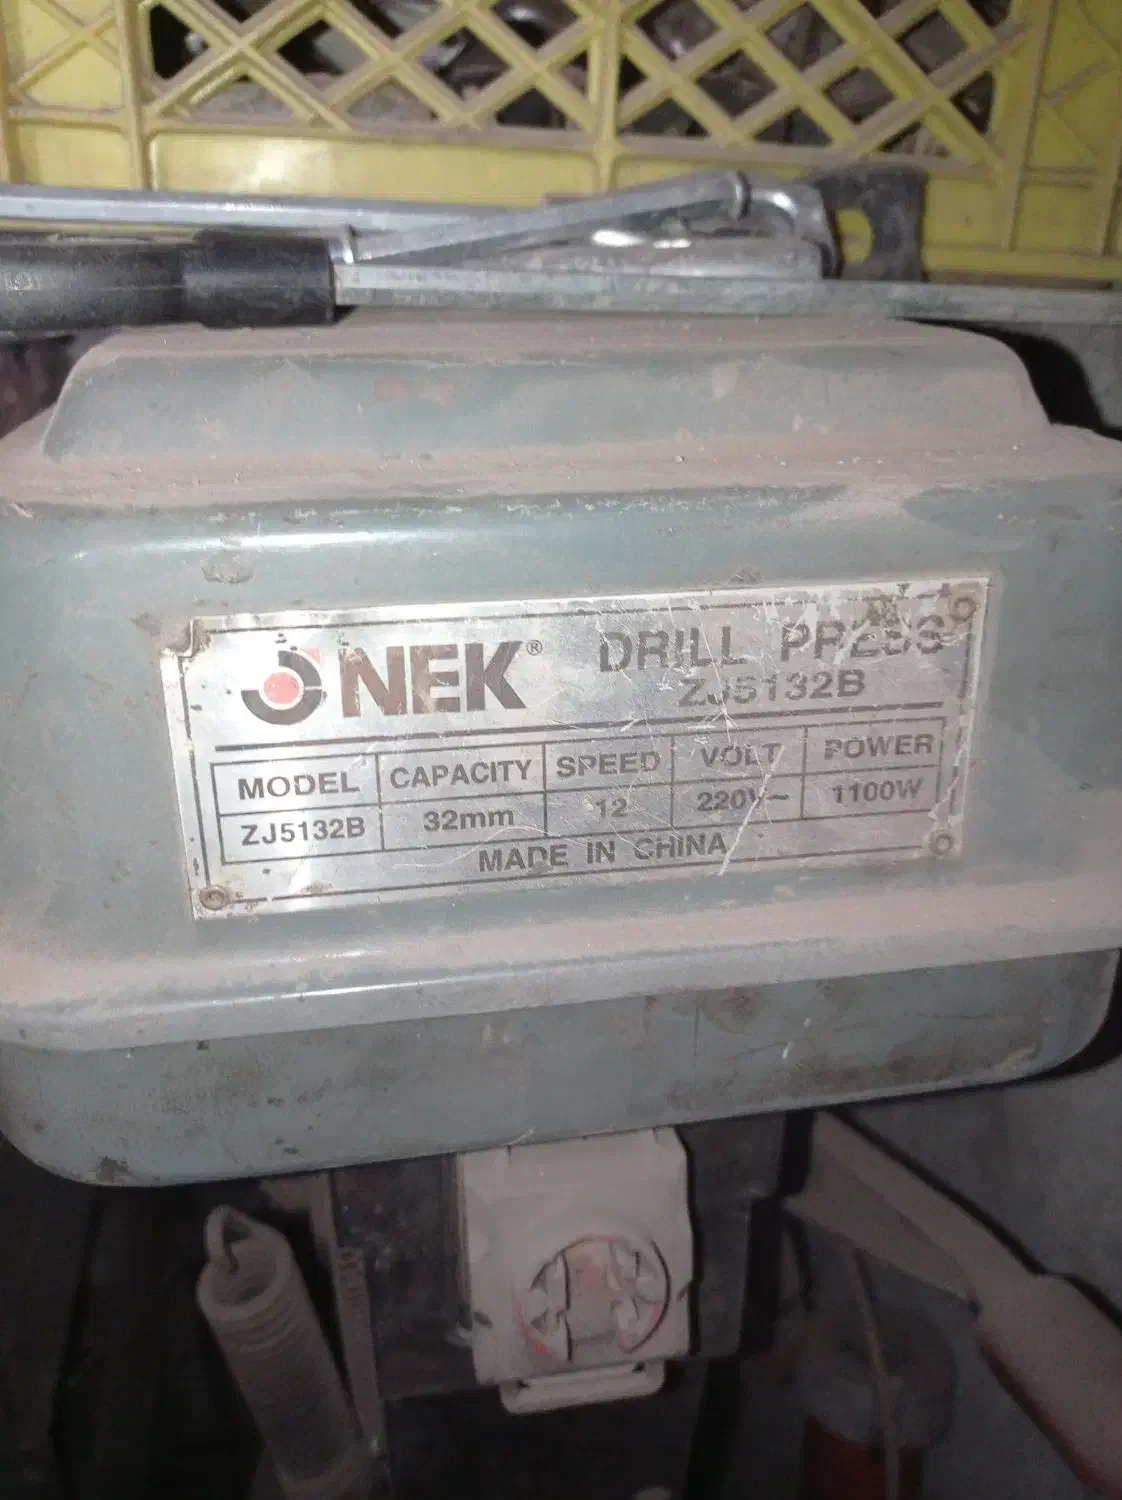 NEK® DRILL PRESS
ZJ5132B
MODEL CAPACITY SPEED VOLT POWER
ZJ5132B 32mm 12 220V~ 1100W
MADE IN CHINA